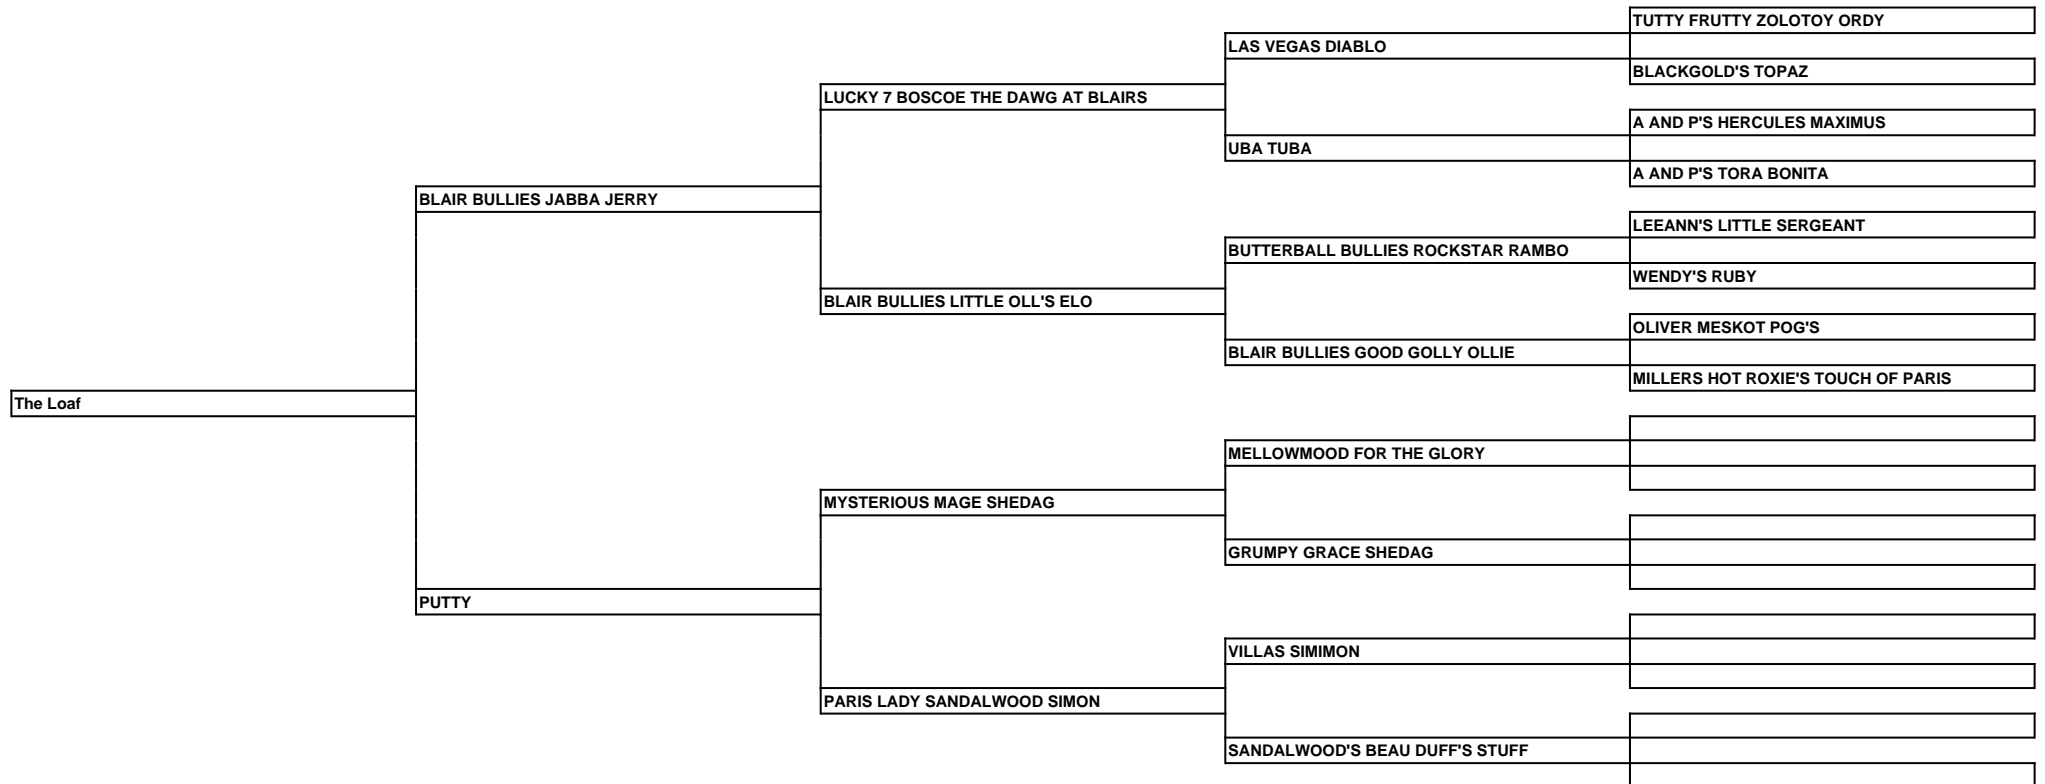 TUTTY FRUTTY ZOLOTOY ORDY
LAS VEGAS DIABLO
BLACKGOLD'S TOPAZ
LUCKY 7 BOSCOE THE DAWG AT BLAIRS
A AND P'S HERCULES MAXIMUS
UBA TUBA
A AND P'S TORA BONITA
BLAIR BULLIES JABBA JERRY
LEEANN'S LITTLE SERGEANT
BUTTERBALL BULLIES ROCKSTAR RAMBO
WENDY'S RUBY
BLAIR BULLIES LITTLE OLL'S ELO
OLIVER MESKOT POG'S
BLAIR BULLIES GOOD GOLLY OLLIE
MILLERS HOT ROXIE'S TOUCH OF PARIS
The Loaf
MELLOWMOOD FOR THE GLORY
MYSTERIOUS MAGE SHEDAG
GRUMPY GRACE SHEDAG
PUTTY
VILLAS SIMIMON
PARIS LADY SANDALWOOD SIMON
SANDALWOOD'S BEAU DUFF'S STUFF